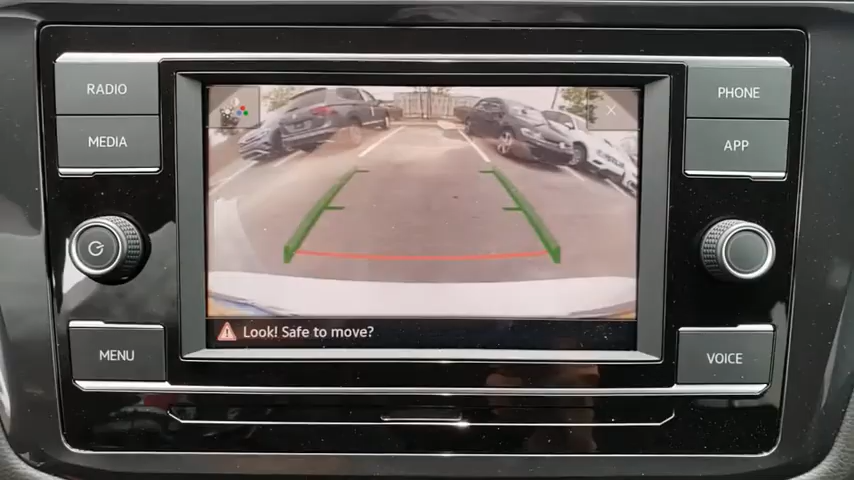 RADIO
PHONE
MEDIA
APP
Look! Safe to move?
MENU
VOICE